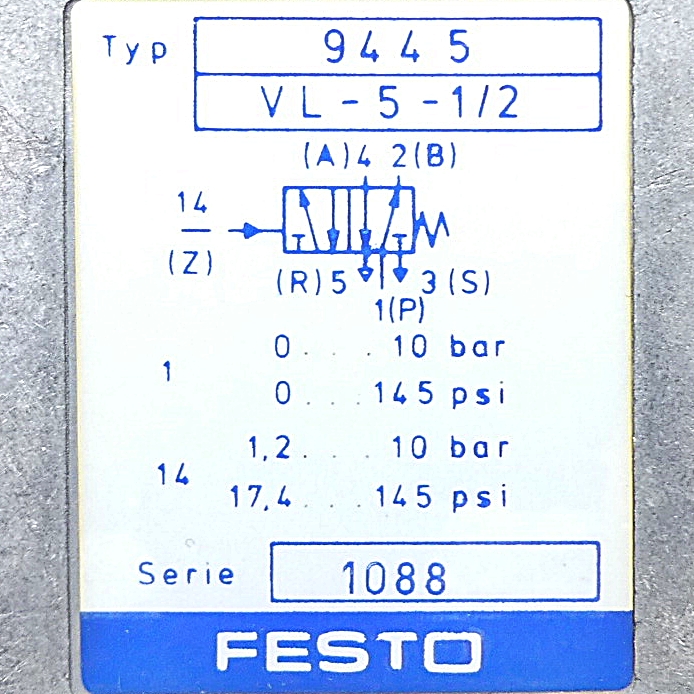 Typ 9445
VL-5-1/2
(A)4 2(B)
14
(Z)
(R)5 3(S)
1(P)
0....10 bar
1
0....145 psi
1,2....10 bar
14
17,4....145 psi
Serie 1088
FESTO